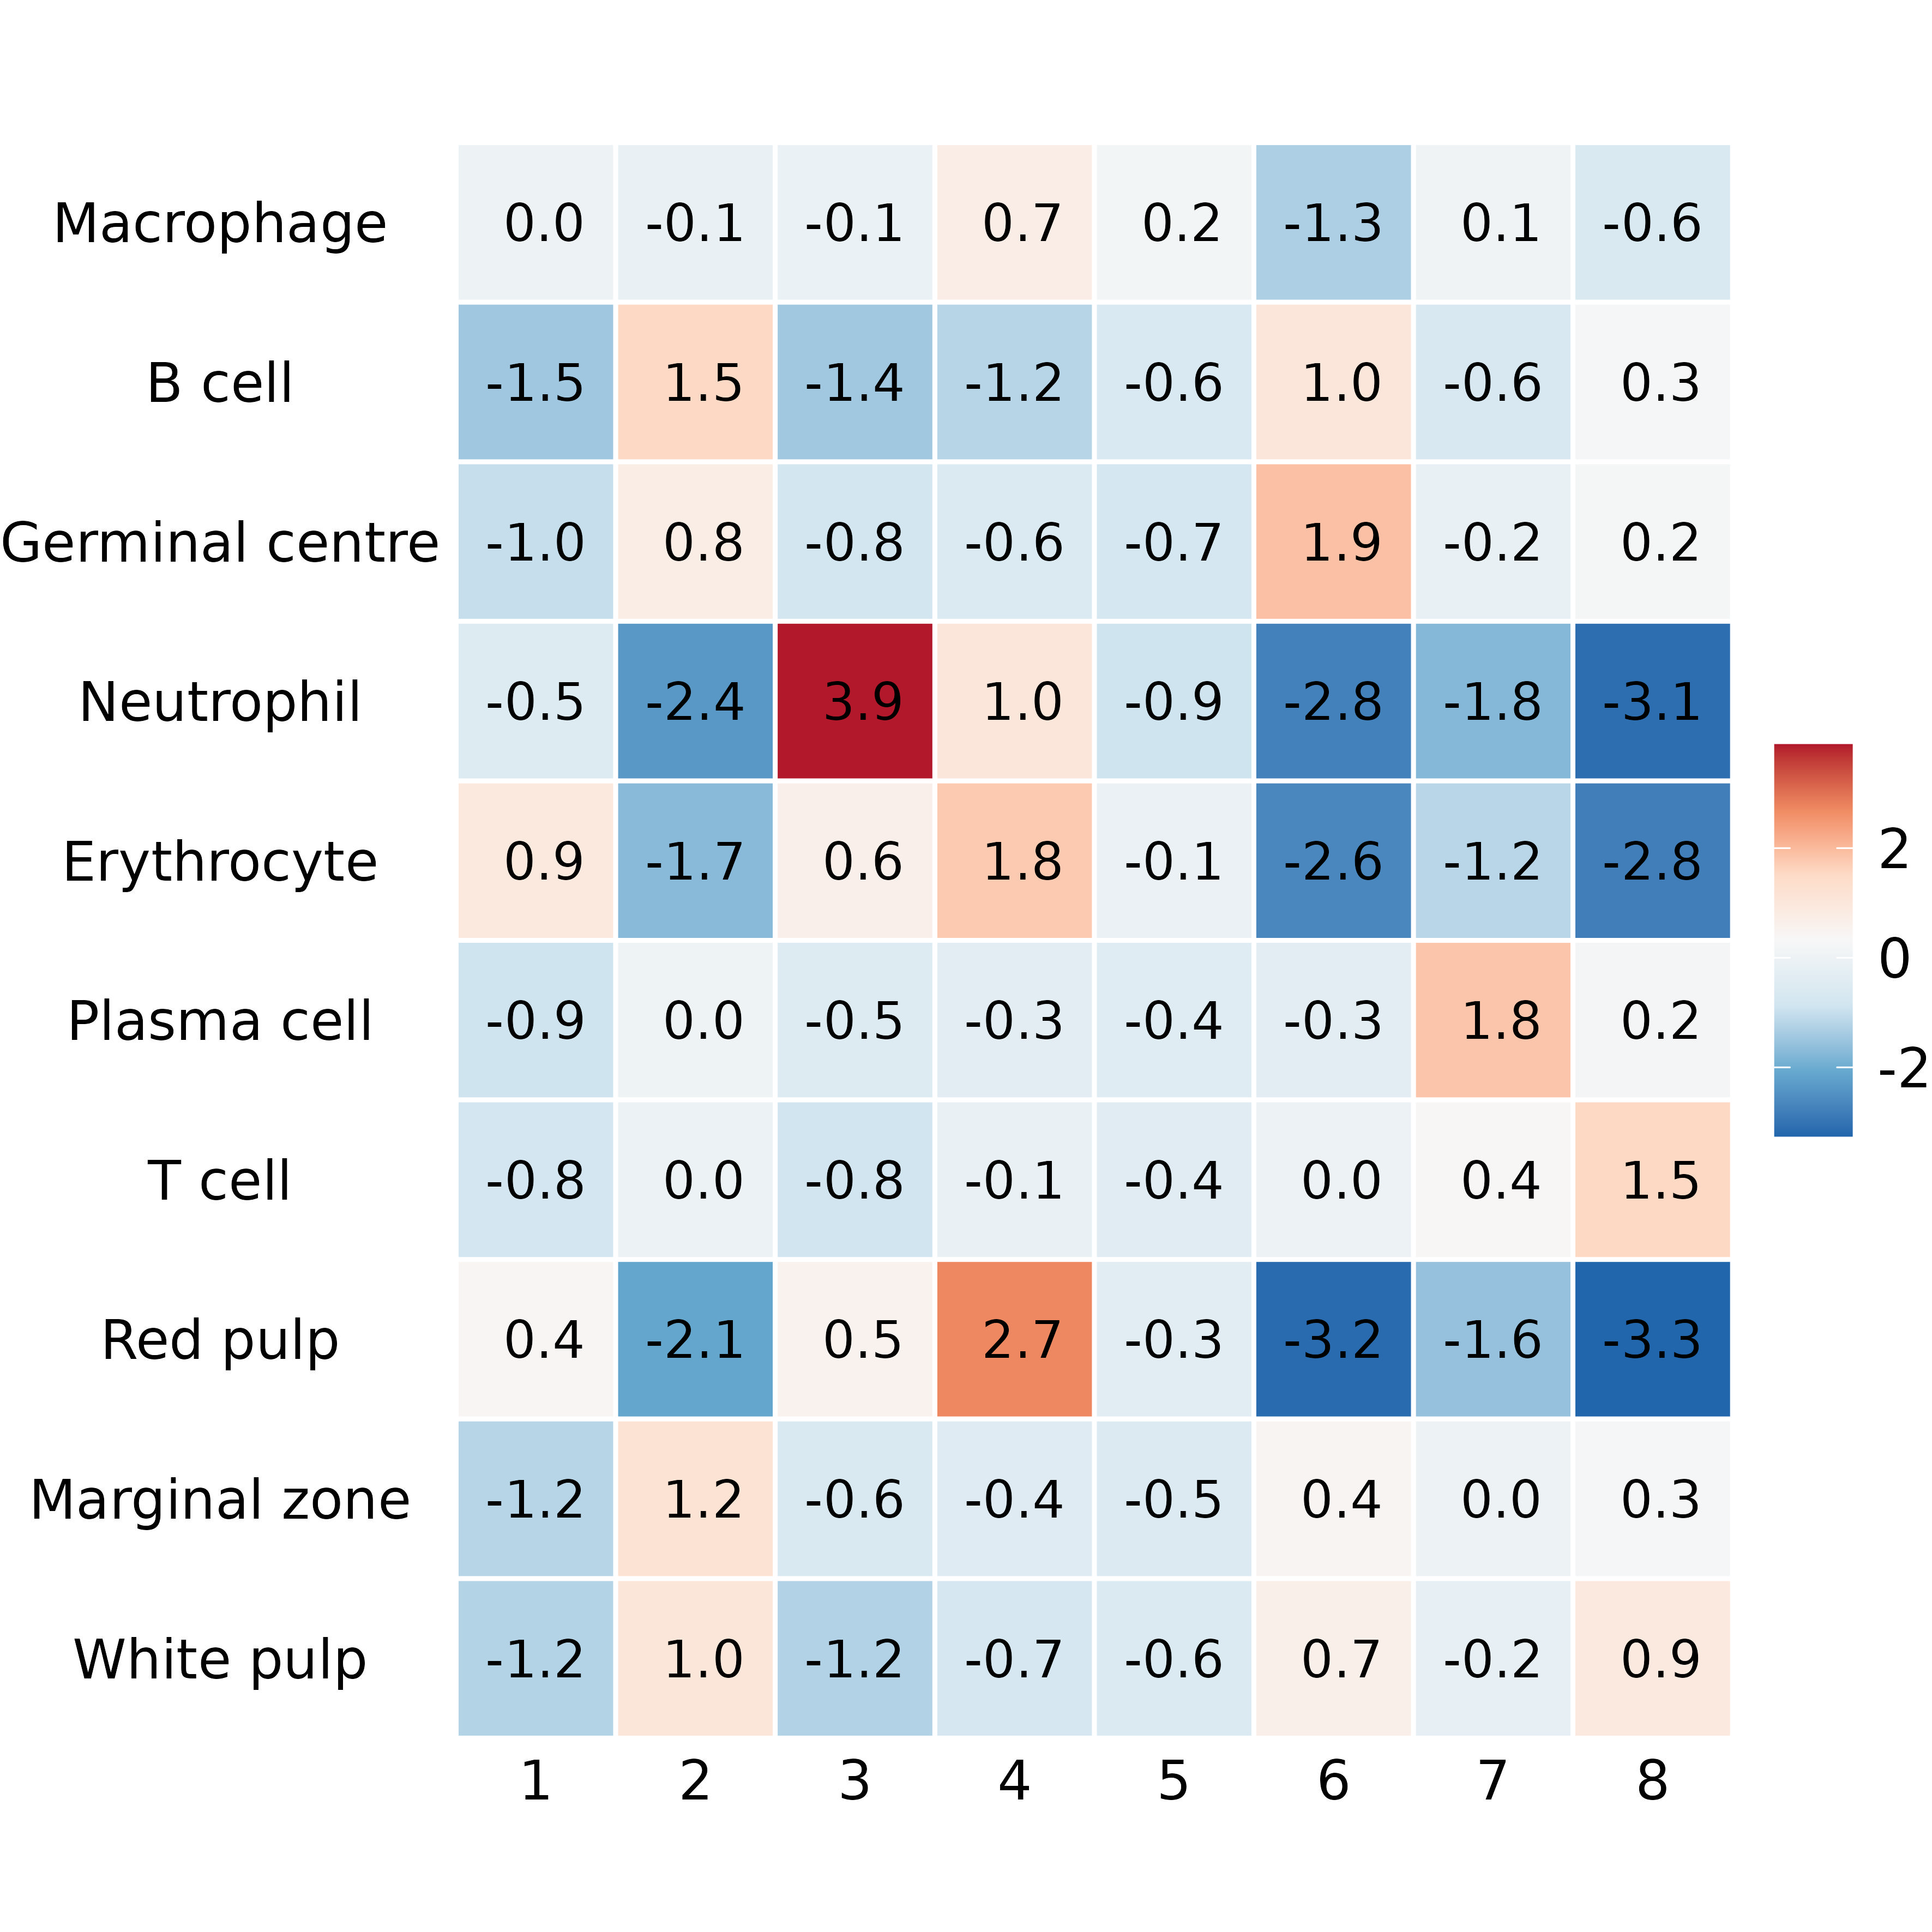 Macrophage 0.0 -0.1 -0.1 0.7 0.2 -1.3 0.1 -0.6
B cell -1.5 1.5 -1.4 -1.2 -0.6 1.0 -0.6 0.3
Germinal centre -1.0 0.8 -0.8 -0.6 -0.7 1.9 -0.2 0.2
Neutrophil -0.5 -2.4 3.9 1.0 -0.9 -2.8 -1.8 -3.1
Erythrocyte 0.9 -1.7 0.6 1.8 -0.1 -2.6 -1.2 -2.8
Plasma cell -0.9 0.0 -0.5 -0.3 -0.4 -0.3 1.8 0.2
T cell -0.8 0.0 -0.8 -0.1 -0.4 0.0 0.4 1.5
Red pulp 0.4 -2.1 0.5 2.7 -0.3 -3.2 -1.6 -3.3
Marginal zone -1.2 1.2 -0.6 -0.4 -0.5 0.4 0.0 0.3
White pulp -1.2 1.0 -1.2 -0.7 -0.6 0.7 -0.2 0.9
1 2 3 4 5 6 7 8
2
0
-2